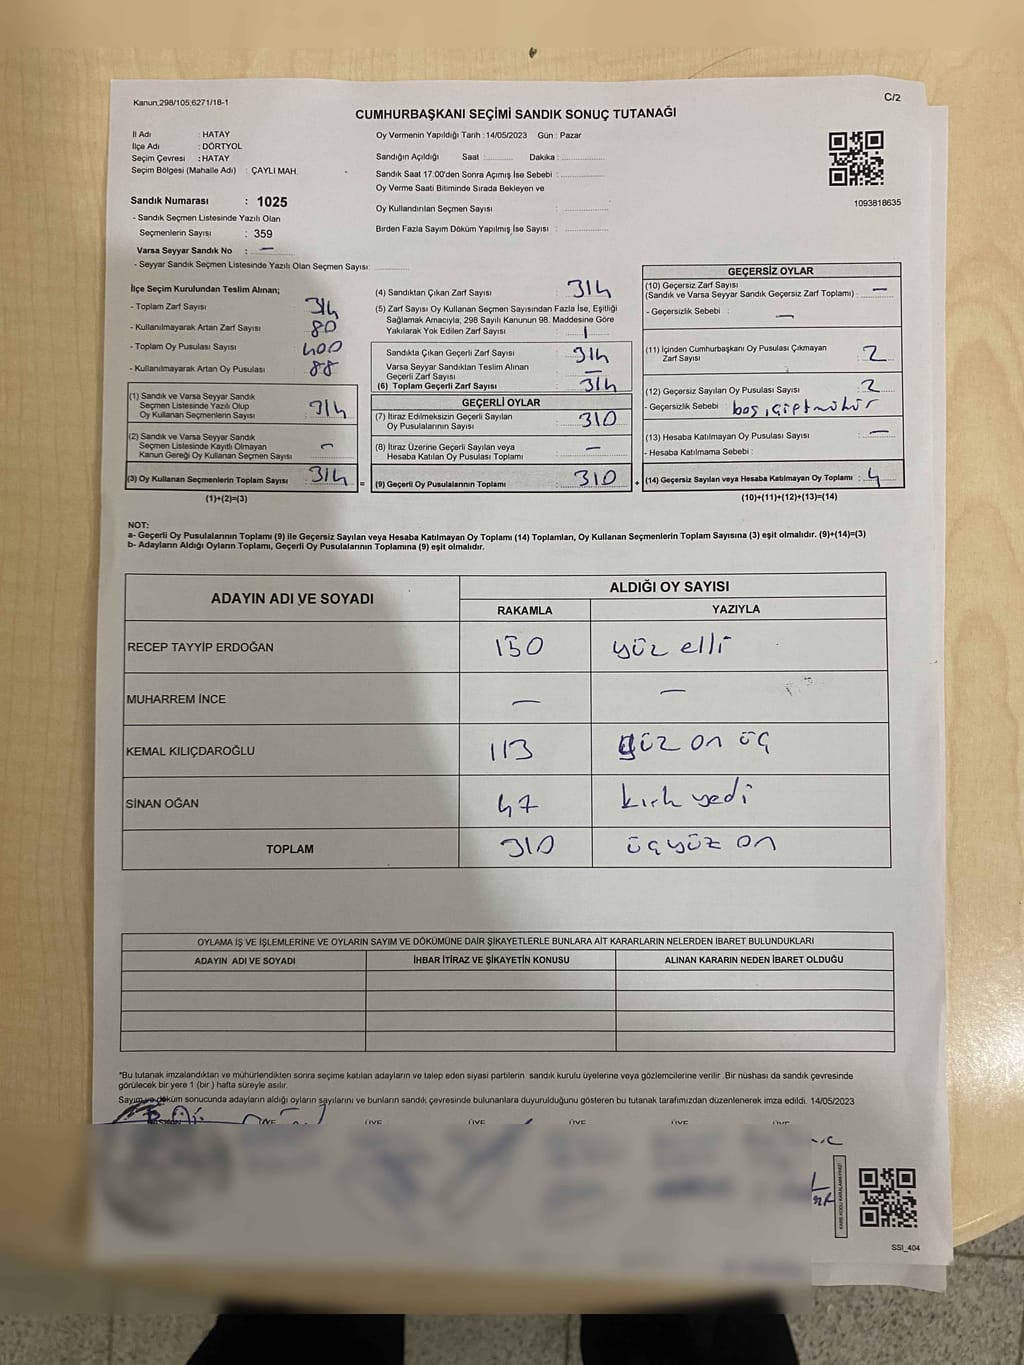 Kanun;298/105;6271/18-1
C/2
CUMHURBAŞKANI SEÇİMİ SANDIK SONUÇ TUTANAĞI
İl Adı : HATAY
İlçe Adı : DÖRTYOL
Seçim Çevresi : HATAY
Seçim Bölgesi (Mahalle Adı) : ÇAYLI MAH.
Sandık Numarası : 1025
- Sandık Seçmen Listesinde Yazılı Olan
Seçmenlerin Sayısı : 359
Varsa Seyyar Sandık No : —
- Seyyar Sandık Seçmen Listesinde Yazılı Olan Seçmen Sayısı:
Oy Vermenin Yapıldığı Tarih :14/05/2023 Gün : Pazar
Sandığın Açıldığı Saat : Dakika :
Sandık Saat 17:00'den Sonra Açımış İse Sebebi :
Oy Verme Saati Bitiminde Sırada Bekleyen ve
Oy Kullandırılan Seçmen Sayısı :
Birden Fazla Sayım Döküm Yapılmış İse Sayısı :
1093818635
İlçe Seçim Kurulundan Teslim Alınan;
- Toplam Zarf Sayısı : 314
- Kullanılmayarak Artan Zarf Sayısı : 80
- Toplam Oy Pusulası Sayısı : 400
- Kullanılmayarak Artan Oy Pusulası : 88
(1) Sandık ve Varsa Seyyar Sandık
Seçmen Listesinde Yazılı Olup
Oy Kullanan Seçmenlerin Sayısı : 314
(2) Sandık ve Varsa Seyyar Sandık
Seçmen Listesinde Kayıtlı Olmayan
Kanun Gereği Oy Kullanan Seçmen Sayısı : —
(3) Oy Kullanan Seçmenlerin Toplam Sayısı : 314 =
(1)+(2)=(3)
(4) Sandıktan Çıkan Zarf Sayısı : 314
(5) Zarf Sayısı Oy Kullanan Seçmen Sayısından Fazla İse, Eşitliği
Sağlamak Amacıyla; 298 Sayılı Kanunun 98. Maddesine Göre
Yakılarak Yok Edilen Zarf Sayısı :
Sandıkta Çıkan Geçerli Zarf Sayısı : 314
Varsa Seyyar Sandıktan Teslim Alınan
Geçerli Zarf Sayısı : —
(6) Toplam Geçerli Zarf Sayısı : 314
GEÇERLİ OYLAR
(7) İtiraz Edilmeksizin Geçerli Sayılan
Oy Pusulalarının Sayısı : 310
(8) İtiraz Üzerine Geçerli Sayılan veya
Hesaba Katılan Oy Pusulası Toplamı : —
(9) Geçerli Oy Pusulalarının Toplamı : 310 +
GEÇERSİZ OYLAR
(10) Geçersiz Zarf Sayısı
(Sandık ve Varsa Seyyar Sandık Geçersiz Zarf Toplamı) : —
- Geçersizlik Sebebi : —
(11) İçinden Cumhurbaşkanı Oy Pusulası Çıkmayan
Zarf Sayısı : 2
(12) Geçersiz Sayılan Oy Pusulası Sayısı : 2
- Geçersizlik Sebebi : boş, çift mühür
(13) Hesaba Katılmayan Oy Pusulası Sayısı : —
- Hesaba Katılmama Sebebi :
(14) Geçersiz Sayılan veya Hesaba Katılmayan Oy Toplamı : 4
(10)+(11)+(12)+(13)=(14)
NOT:
a- Geçerli Oy Pusulalarının Toplamı (9) ile Geçersiz Sayılan veya Hesaba Katılmayan Oy Toplamı (14) Toplamları, Oy Kullanan Seçmenlerin Toplam Sayısına (3) eşit olmalıdır. (9)+(14)=(3)
b- Adayların Aldığı Oyların Toplamı, Geçerli Oy Pusulalarının Toplamına (9) eşit olmalıdır.
ADAYIN ADI VE SOYADI
ALDIĞI OY SAYISI
RAKAMLA YAZIYLA
RECEP TAYYİP ERDOĞAN 150 yüz elli
MUHARREM İNCE — —
KEMAL KILIÇDAROĞLU 113 yüz on üç
SİNAN OĞAN 47 kırk yedi
TOPLAM 310 üçyüz on
OYLAMA İŞ VE İŞLEMLERİNE VE OYLARIN SAYIM VE DÖKÜMÜNE DAİR ŞİKAYETLERLE BUNLARA AİT KARARLARIN NELERDEN İBARET BULUNDUKLARI
ADAYIN ADI VE SOYADI İHBAR İTİRAZ VE ŞİKAYETİN KONUSU ALINAN KARARIN NEDEN İBARET OLDUĞU
*Bu tutanak imzalandıktan ve mühürlendikten sonra seçime katılan adayların ve talep eden siyasi partilerin sandık kurulu üyelerine veya gözlemcilerine verilir .Bir nüshası da sandık çevresinde
görülecek bir yere 1 (bir ) hafta süreyle asılır.
Sayım ve döküm sonucunda adayların aldığı oyların sayılarını ve bunların sandık çevresinde bulunanlara duyurulduğunu gösteren bu tutanak tarafımızdan düzenlenerek imza edildi. 14/05/2023
ÜYE ÜYE ÜYE ÜYE ÜYE ÜYE
SSI_404